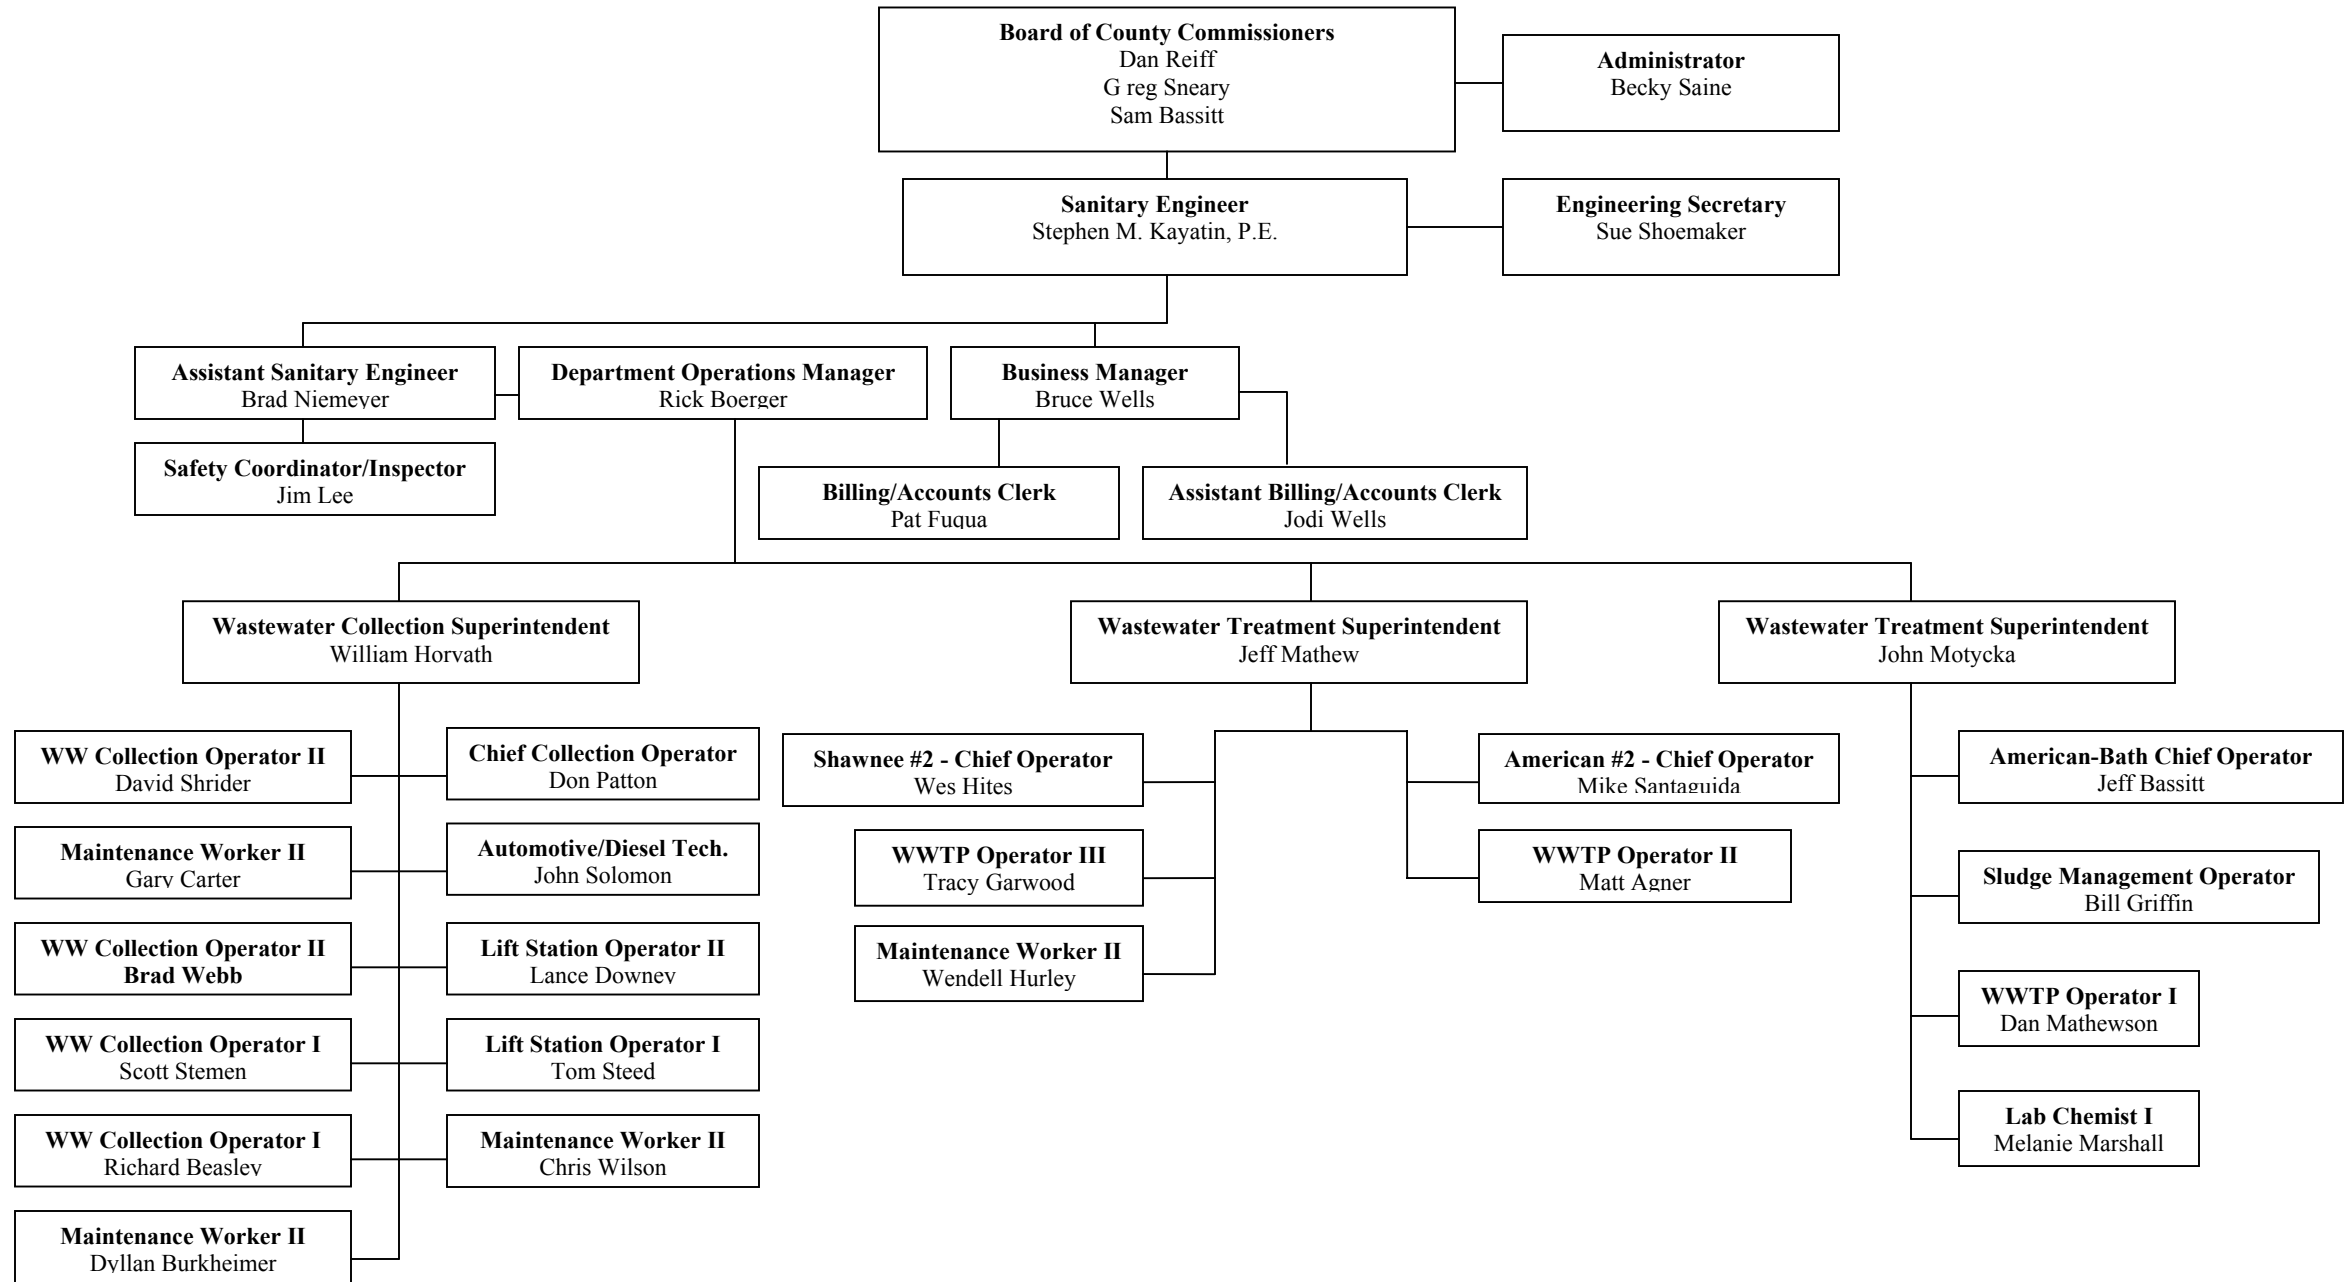 Board of County Commissioners
Dan Reiff
G reg Sneary
Sam Bassitt
Administrator
Becky Saine
Sanitary Engineer
Stephen M. Kayatin, P.E.
Engineering Secretary
Sue Shoemaker
Assistant Sanitary Engineer
Brad Niemeyer
Department Operations Manager
Rick Boerger
Business Manager
Bruce Wells
Safety Coordinator/Inspector
Jim Lee
Billing/Accounts Clerk
Pat Fuqua
Assistant Billing/Accounts Clerk
Jodi Wells
Wastewater Collection Superintendent
William Horvath
Wastewater Treatment Superintendent
Jeff Mathew
Wastewater Treatment Superintendent
John Motycka
WW Collection Operator II
David Shrider
Chief Collection Operator
Don Patton
Maintenance Worker II
Gary Carter
Automotive/Diesel Tech.
John Solomon
WW Collection Operator II
Brad Webb
Lift Station Operator II
Lance Downey
WW Collection Operator I
Scott Stemen
Lift Station Operator I
Tom Steed
WW Collection Operator I
Richard Beasley
Maintenance Worker II
Chris Wilson
Maintenance Worker II
Dyllan Burkheimer
Shawnee #2 - Chief Operator
Wes Hites
WWTP Operator III
Tracy Garwood
Maintenance Worker II
Wendell Hurley
American #2 - Chief Operator
Mike Santaguida
WWTP Operator II
Matt Agner
American-Bath Chief Operator
Jeff Bassitt
Sludge Management Operator
Bill Griffin
WWTP Operator I
Dan Mathewson
Lab Chemist I
Melanie Marshall